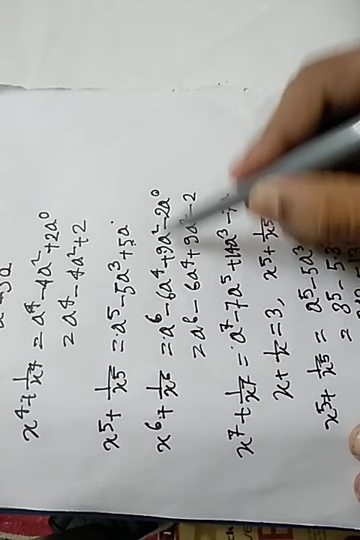 x⁴ + 1/x⁴ = a⁴ - 4a² + 2a⁰
= a⁴ - 4a² + 2
x⁵ + 1/x⁵ = a⁵ - 5a³ + 5a
x⁶ + 1/x⁶ = a⁶ - 6a⁴ + 9a² - 2a⁰
= a⁶ - 6a⁴ + 9a² - 2
x⁷ + 1/x⁷ = a⁷ - 7a⁵ + 14a³ -
x + 1/x = 3, x⁵ + 1/x⁵
x⁵ + 1/x⁵ = a⁵ - 5a³
= 3⁵ - 5.3